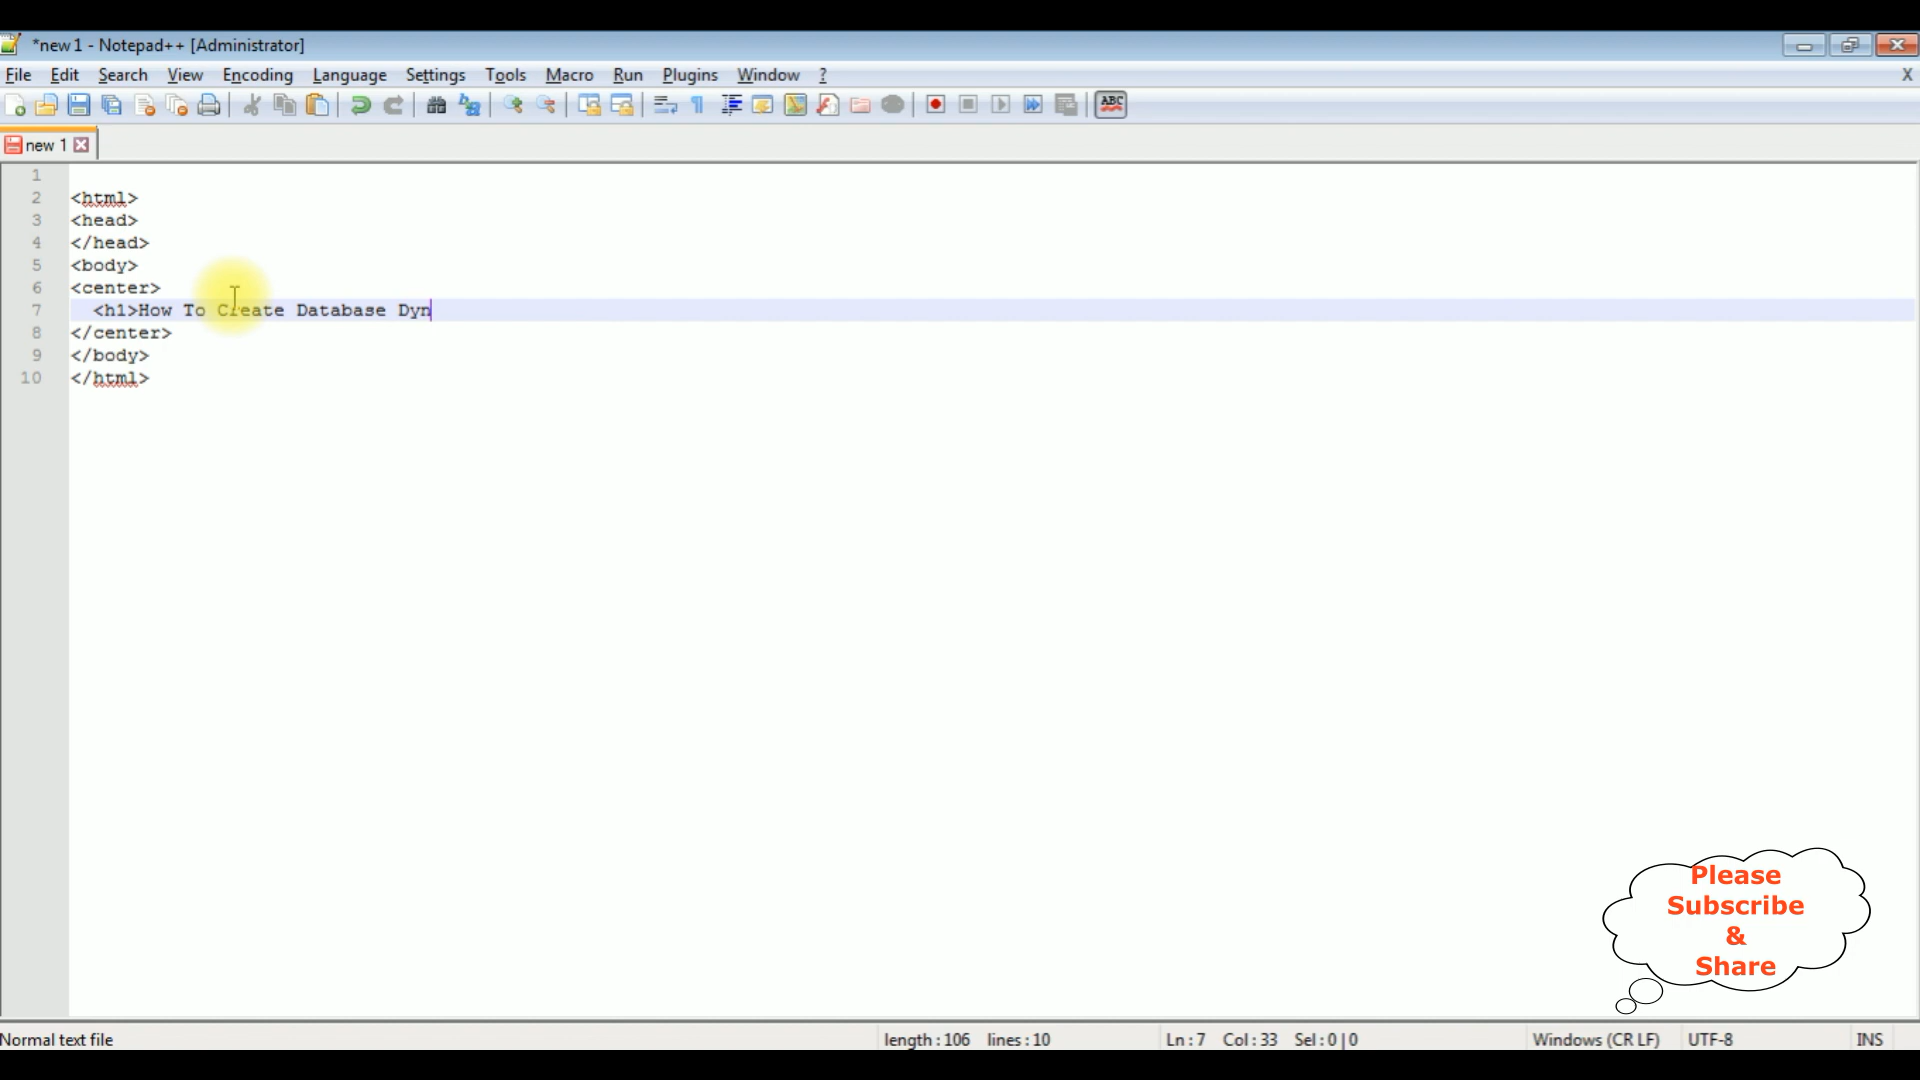 *new 1 - Notepad++ [Administrator]
File Edit Search View Encoding Language Settings Tools Macro Run Plugins Window ? X
ABC
new 1
1
2 <html>
3 <head>
4 </head>
5 <body>
6 <center>
7 <h1>How To Create Database Dyn
8 </center>
9 </body>
10 </html>
Please
Subscribe
&
Share
Normal text file length : 106 lines : 10 Ln : 7 Col : 33 Sel : 0 | 0 Windows (CR LF) UTF-8 INS